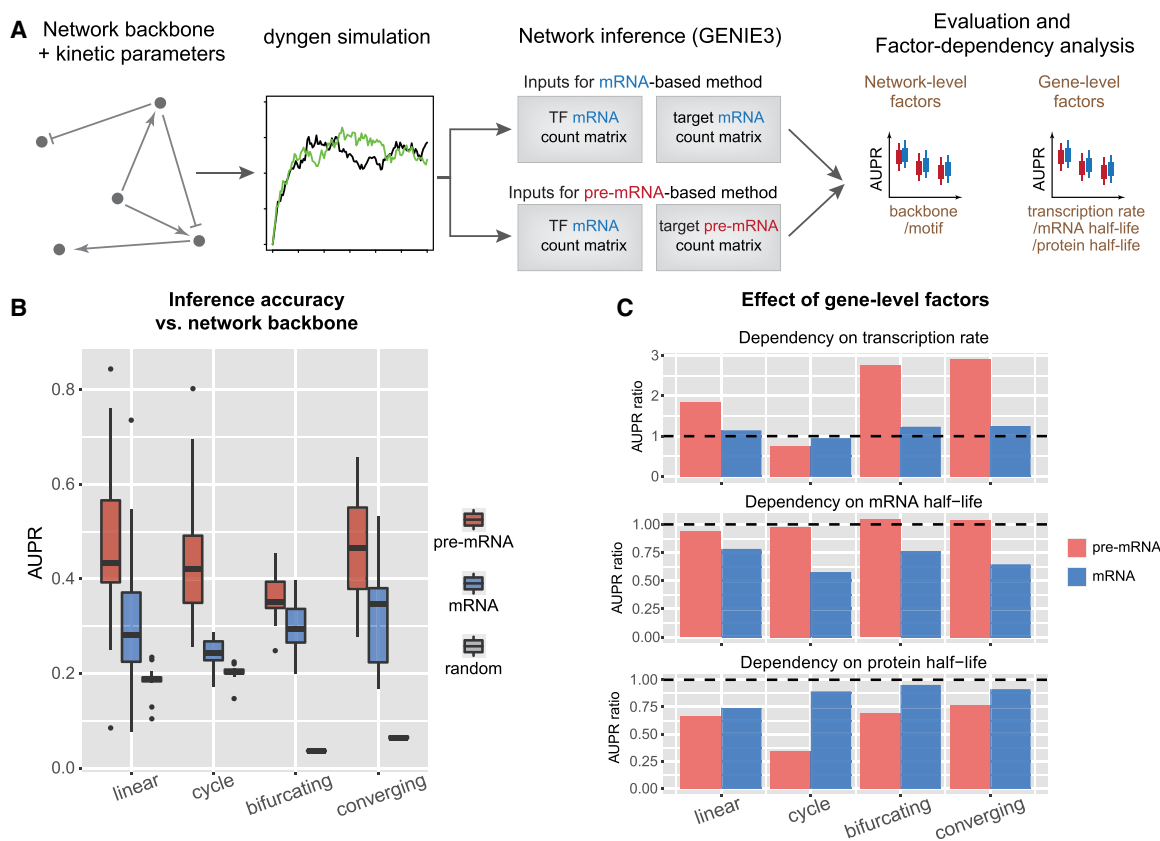 A
Network backbone
+ kinetic parameters
dyngen simulation
Network inference (GENIE3)
Inputs for mRNA-based method
TF mRNA
count matrix
target mRNA
count matrix
Inputs for pre-mRNA-based method
TF mRNA
count matrix
target pre-mRNA
count matrix
Evaluation and
Factor-dependency analysis
Network-level
factors
AUPR
backbone
/motif
Gene-level
factors
AUPR
transcription rate
/mRNA half-life
/protein half-life
B
Inference accuracy
vs. network backbone
AUPR
0.8
0.6
0.4
0.2
0.0
linear
cycle
bifurcating
converging
pre-mRNA
mRNA
random
C
Effect of gene-level factors
Dependency on transcription rate
AUPR ratio
3
2
1
0
Dependency on mRNA half−life
AUPR ratio
1.00
0.75
0.50
0.25
0.00
Dependency on protein half−life
AUPR ratio
1.00
0.75
0.50
0.25
0.00
linear
cycle
bifurcating
converging
pre-mRNA
mRNA